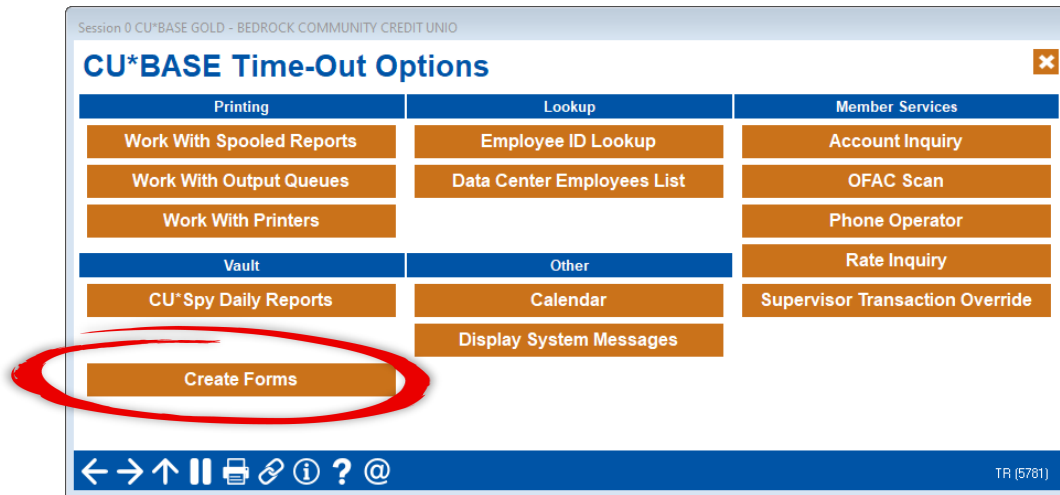 Session 0 CU*BASE GOLD - BEDROCK COMMUNITY CREDIT UNIO
CU*BASE Time-Out Options
Printing
Work With Spooled Reports
Work With Output Queues
Work With Printers
Lookup
Employee ID Lookup
Data Center Employees List
Member Services
Account Inquiry
OFAC Scan
Phone Operator
Rate Inquiry
Supervisor Transaction Override
Vault
CU*Spy Daily Reports
Create Forms
Other
Calendar
Display System Messages
TR (5781)